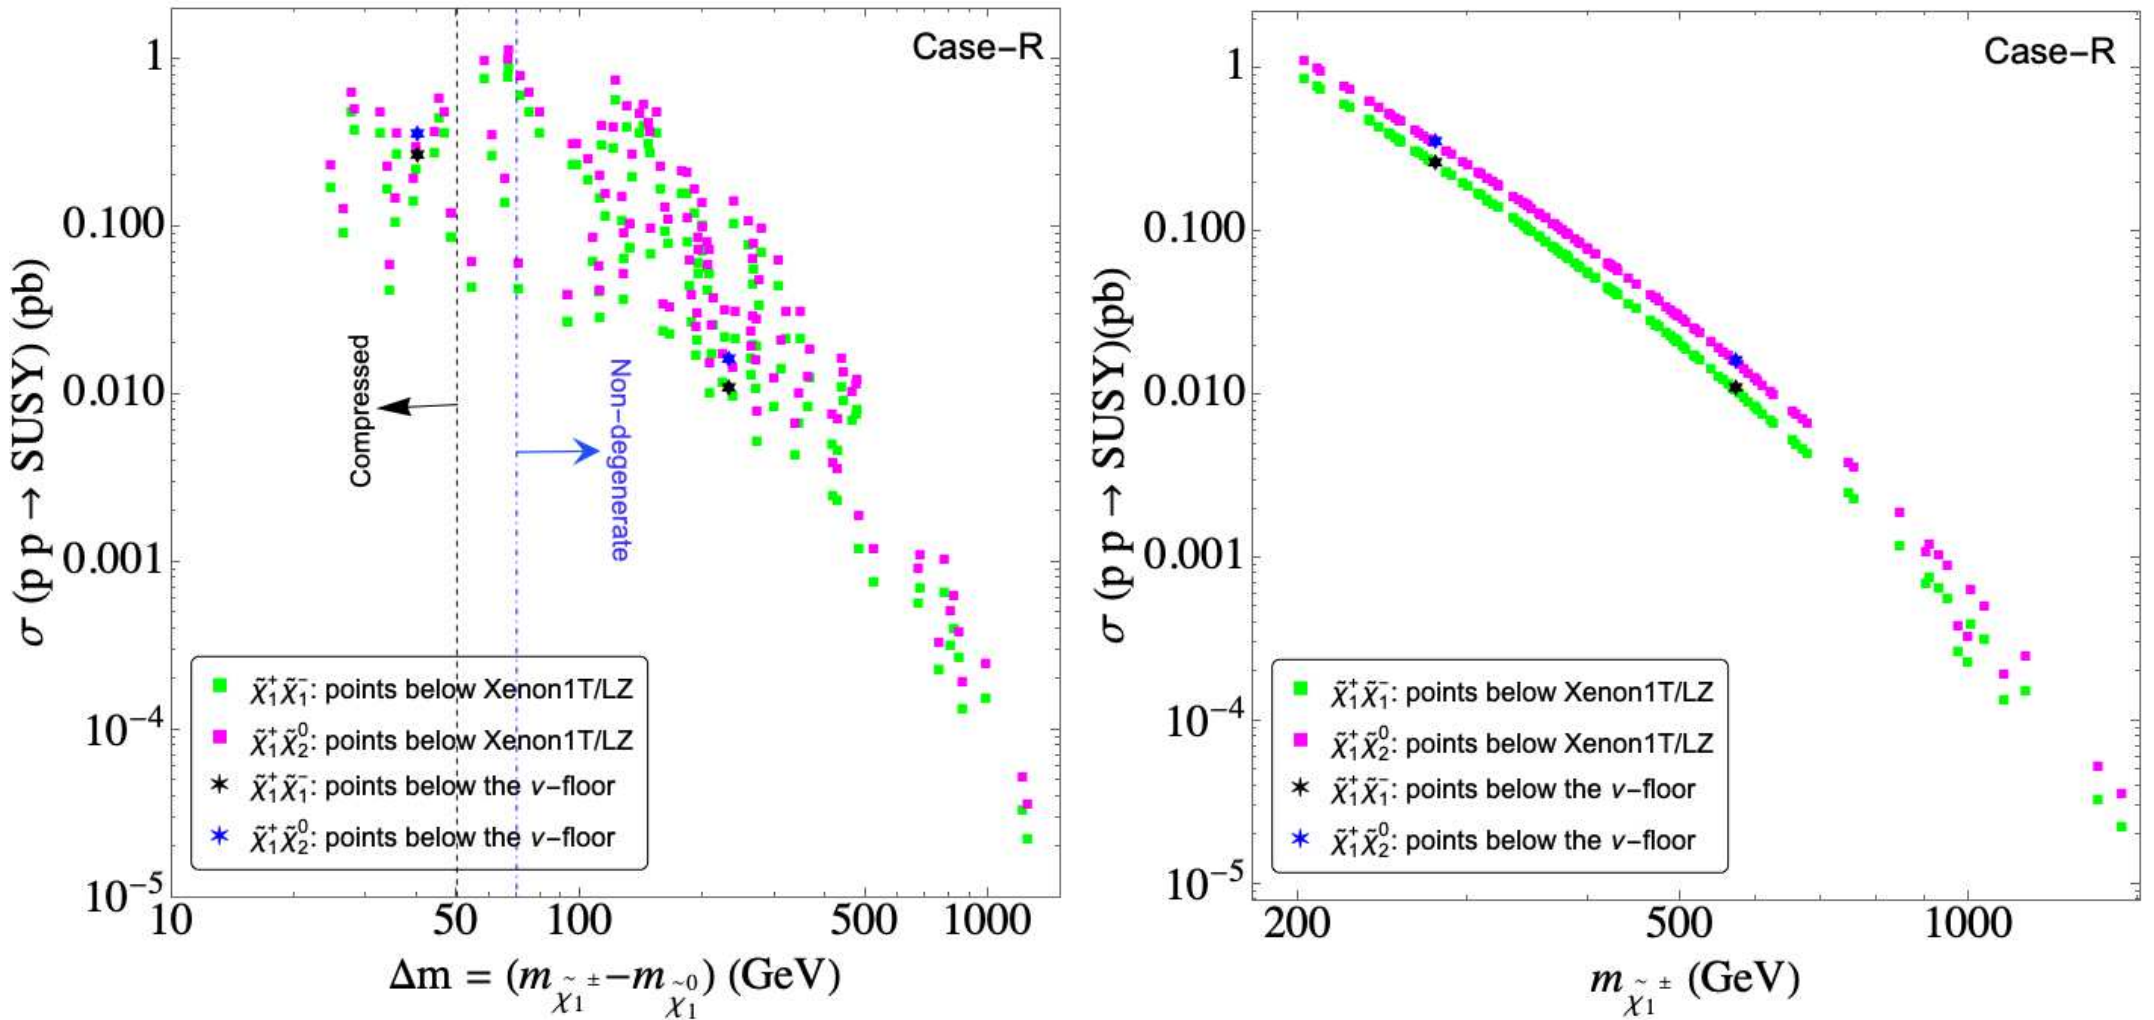 Case−R
1
0.100
0.010
0.001
10⁻⁴
10⁻⁵
σ (p p → SUSY) (pb)
Compressed
Non−degenerate
χ̃₁⁺χ̃₁⁻: points below Xenon1T/LZ
χ̃₁⁺χ̃₂⁰: points below Xenon1T/LZ
χ̃₁⁺χ̃₁⁻: points below the ν−floor
χ̃₁⁺χ̃₂⁰: points below the ν−floor
10 50 100 500 1000
Δm = (m_χ̃₁± − m_χ̃₁⁰) (GeV)
Case−R
1
0.100
0.010
0.001
10⁻⁴
10⁻⁵
σ (p p → SUSY)(pb)
χ̃₁⁺χ̃₁⁻: points below Xenon1T/LZ
χ̃₁⁺χ̃₂⁰: points below Xenon1T/LZ
χ̃₁⁺χ̃₁⁻: points below the ν−floor
χ̃₁⁺χ̃₂⁰: points below the ν−floor
200 500 1000
m_χ̃₁± (GeV)